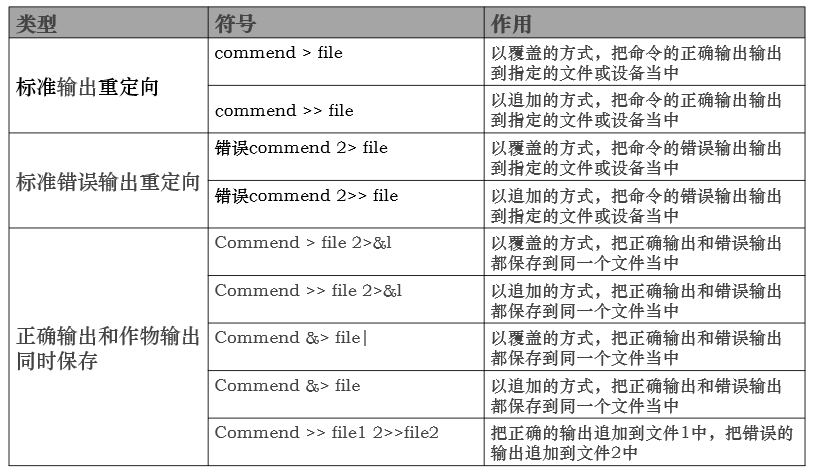 类型 符号 作用
标准输出重定向
commend > file
以覆盖的方式，把命令的正确输出输出
到指定的文件或设备当中
commend >> file
以追加的方式，把命令的正确输出输出
到指定的文件或设备当中
标准错误输出重定向
错误commend 2> file
以覆盖的方式，把命令的错误输出输出
到指定的文件或设备当中
错误commend 2>> file
以追加的方式，把命令的错误输出输出
到指定的文件或设备当中
正确输出和作物输出
同时保存
Commend > file 2>&l
以覆盖的方式，把正确输出和错误输出
都保存到同一个文件当中
Commend >> file 2>&l
以追加的方式，把正确输出和错误输出
都保存到同一个文件当中
Commend &> file|
以覆盖的方式，把正确输出和错误输出
都保存到同一个文件当中
Commend &> file
以追加的方式，把正确输出和错误输出
都保存到同一个文件当中
Commend >> file1 2>>file2
把正确的输出追加到文件1中，把错误的
输出追加到文件2中